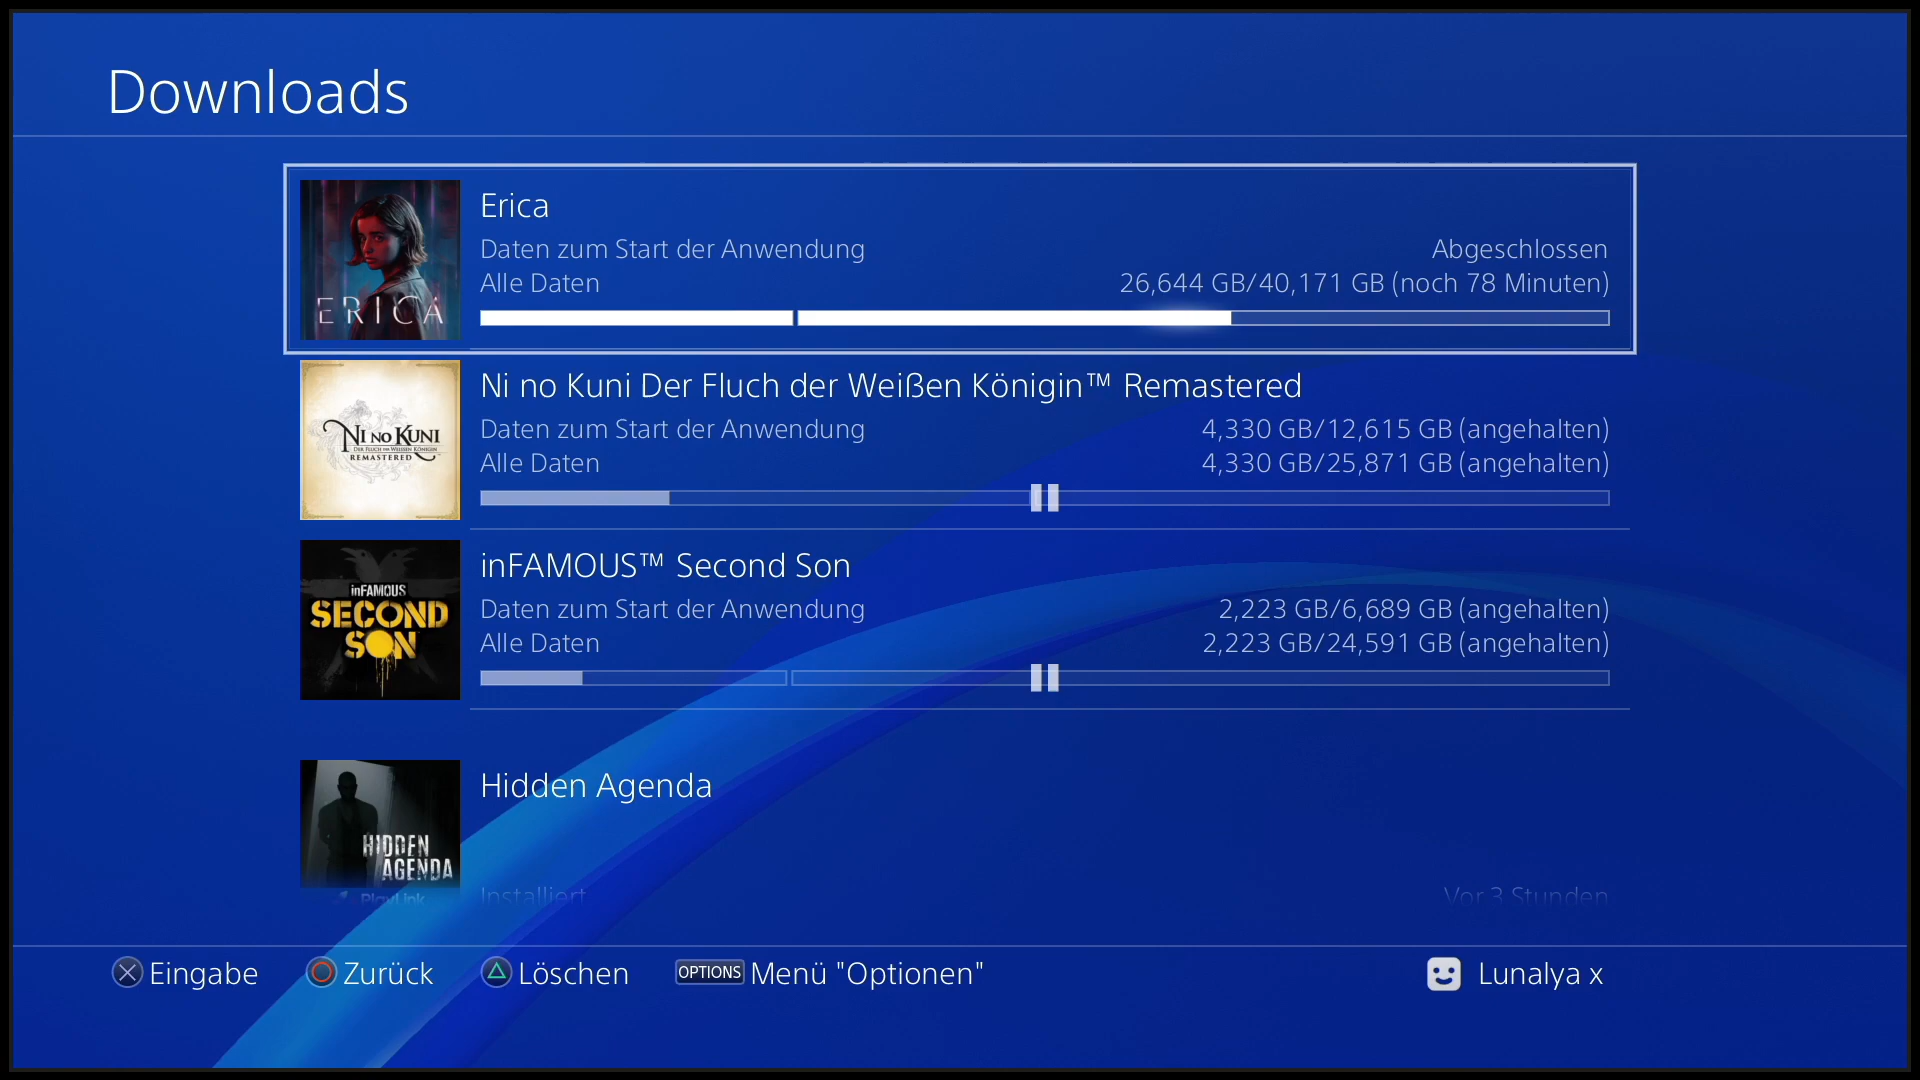 Downloads
Erica
Daten zum Start der Anwendung Abgeschlossen
Alle Daten 26,644 GB/40,171 GB (noch 78 Minuten)
ERICA
Ni no Kuni Der Fluch der Weißen Königin™ Remastered
Daten zum Start der Anwendung 4,330 GB/12,615 GB (angehalten)
Alle Daten 4,330 GB/25,871 GB (angehalten)
NI NO KUNI
DER FLUCH DER WEISSEN KÖNIGIN
REMASTERED
inFAMOUS™ Second Son
Daten zum Start der Anwendung 2,223 GB/6,689 GB (angehalten)
Alle Daten 2,223 GB/24,591 GB (angehalten)
inFAMOUS
SECOND
SON
Hidden Agenda
HIDDEN
AGENDA
PlayLink
Installiert Vor 3 Stunden
Eingabe Zurück Löschen OPTIONS Menü "Optionen" Lunalya x